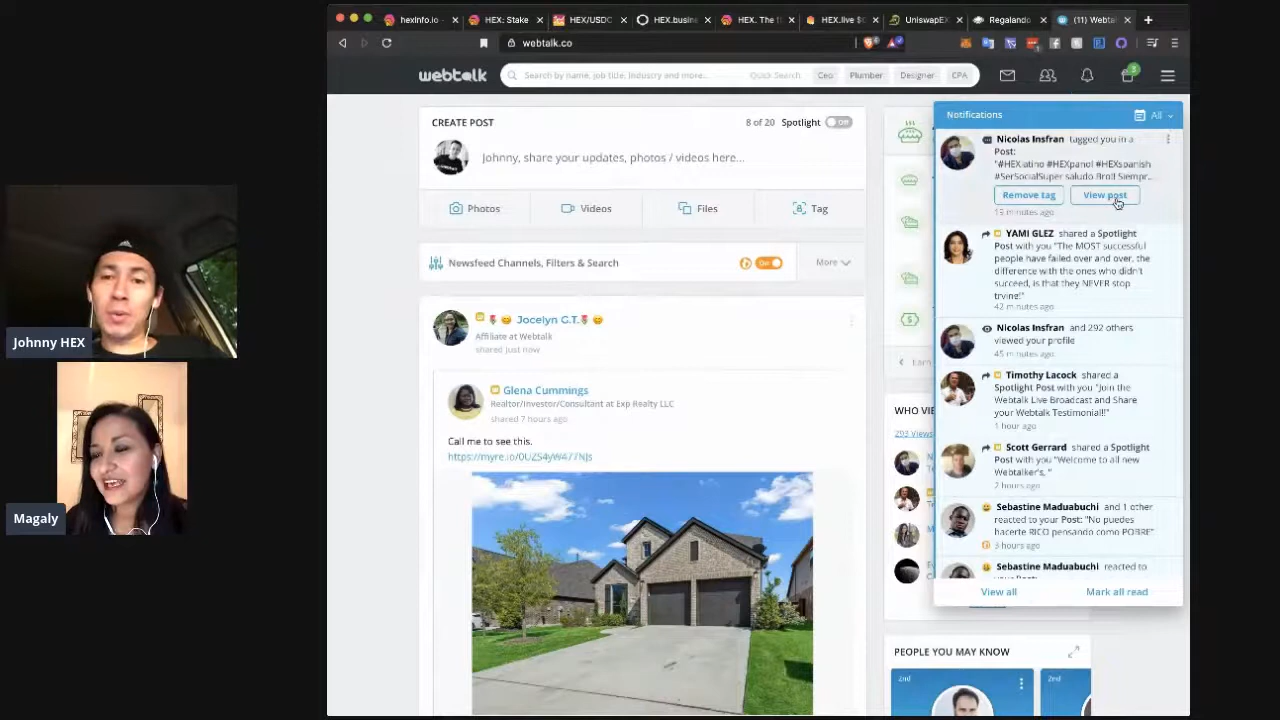 hexinfo.io
HEX: Stake
HEX/USDC
HEX.busine
HEX. The f
HEX.live $
UniswapEX
Regalando
(11) Webtal
webtalk.co
webtalk
Search by name, job title, industry and more...
Quick Search:
Ceo
Plumber
Designer
CPA
CREATE POST
8 of 20
Spotlight
Off
Johnny, share your updates, photos / videos here...
Photos
Videos
Files
Tag
Newsfeed Channels, Filters & Search
On
More
Jocelyn G.T.
Affiliate at Webtalk
shared just now
Glena Cummings
Realtor/Investor/Consultant at Exp Realty LLC
shared 7 hours ago
Call me to see this.
Notifications
All
Nicolas Insfran tagged you in a
Post:
"#HEXlatino #HEXpanol #HEXspanish
#SerSocialSuper saludo Bro!! Siempr...
Remove tag
View post
19 minutes ago
YAMI GLEZ shared a Spotlight
Post with you "The MOST successful
people have failed over and over, the
difference with the ones who didn't
succeed, is that they NEVER stop
trying!"
42 minutes ago
Nicolas Insfran and 292 others
viewed your profile
45 minutes ago
Timothy Lacock shared a
Spotlight Post with you "Join the
Webtalk Live Broadcast and Share
your Webtalk Testimonial!!"
1 hour ago
Scott Gerrard shared a Spotlight
Post with you "Welcome to all new
Webtalker's, "
2 hours ago
Sebastine Maduabuchi and 1 other
reacted to your Post: "No puedes
hacerte RICO pensando como POBRE"
3 hours ago
Sebastine Maduabuchi reacted to
View all
Mark all read
Earn
WHO VIE
293 Views
PEOPLE YOU MAY KNOW
2nd
2nd
Johnny HEX
Magaly